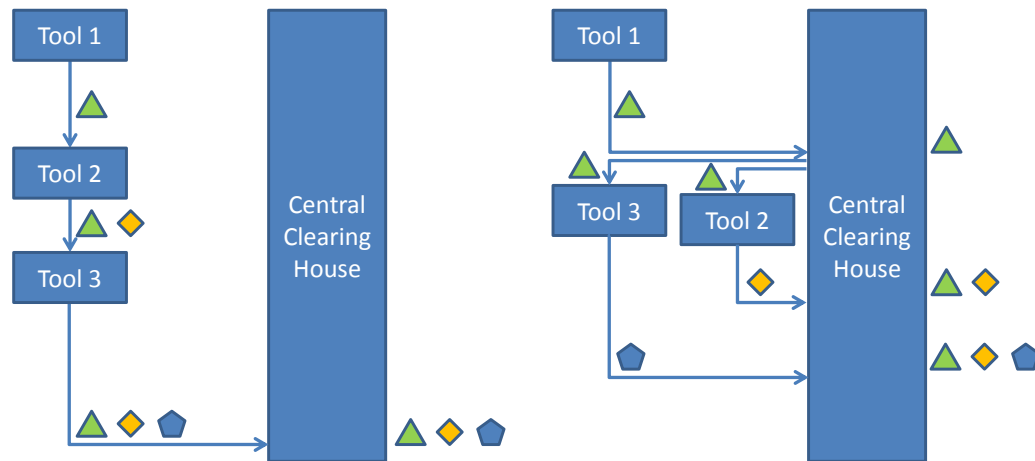 Tool 1
Tool 2
Tool 3
Central
Clearing
House
Tool 1
Tool 3
Tool 2
Central
Clearing
House